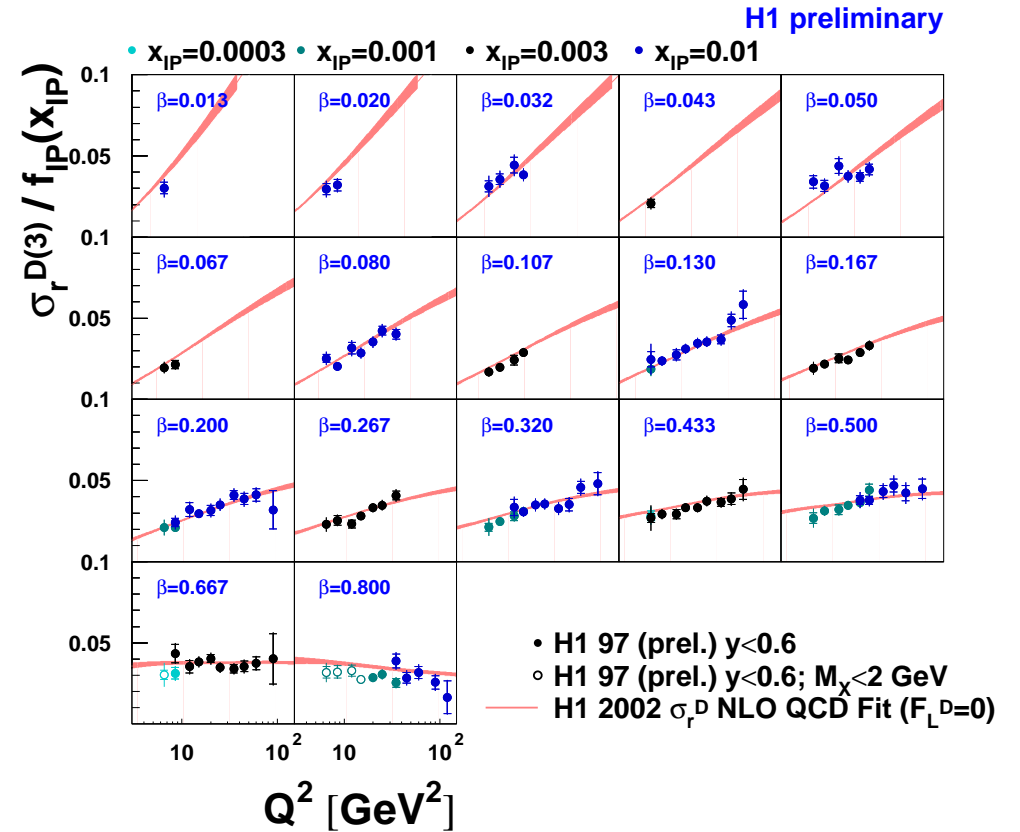 H1 preliminary
x_IP=0.0003 x_IP=0.001 x_IP=0.003 x_IP=0.01
σ_r^D(3) / f_IP(x_IP)
0.1
β=0.013 β=0.020 β=0.032 β=0.043 β=0.050
0.05
0.1
β=0.067 β=0.080 β=0.107 β=0.130 β=0.167
0.05
0.1
β=0.200 β=0.267 β=0.320 β=0.433 β=0.500
0.05
0.1
β=0.667 β=0.800
0.05
H1 97 (prel.) y<0.6
H1 97 (prel.) y<0.6; M_X<2 GeV
H1 2002 σ_r^D NLO QCD Fit (F_L^D=0)
10 10^2 10 10^2
Q^2 [GeV^2]